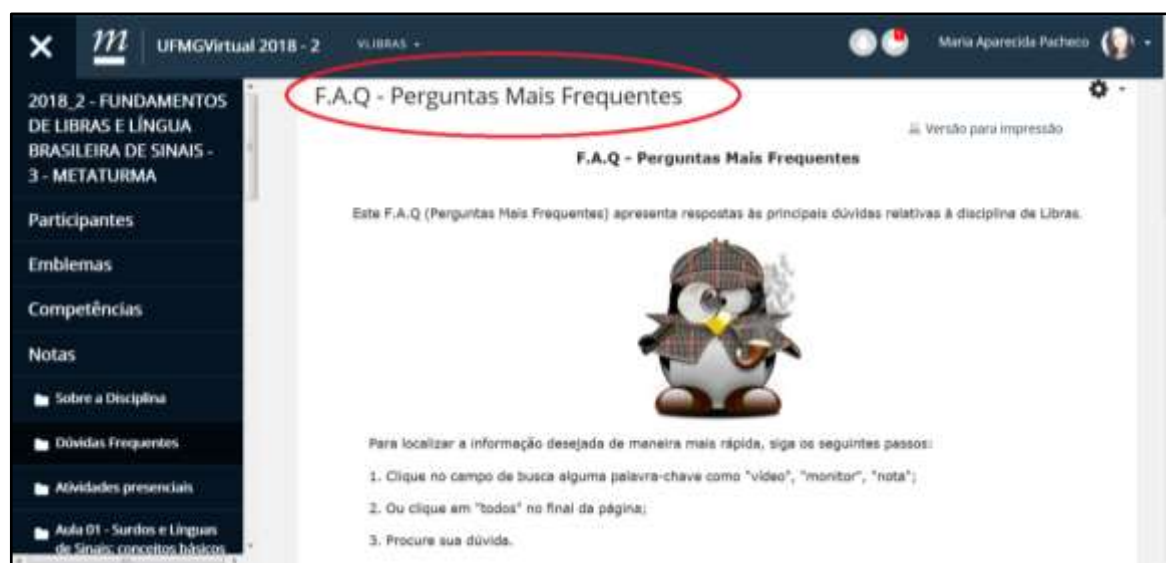 UFMGVirtual 2018 - 2 VLIBRAS Maria Aparecida Pacheco
2018_2 - FUNDAMENTOS
DE LIBRAS E LÍNGUA
BRASILEIRA DE SINAIS -
3 - METATURMA
Participantes
Emblemas
Competências
Notas
Sobre a Disciplina
Dúvidas Frequentes
Atividades presenciais
Aula 01 - Surdos e Línguas
de Sinais: conceitos básicos
F.A.Q - Perguntas Mais Frequentes
Versão para impressão
F.A.Q - Perguntas Mais Frequentes
Este F.A.Q (Perguntas Mais Frequentes) apresenta respostas às principais dúvidas relativas à disciplina de Libras.
Para localizar a informação desejada de maneira mais rápida, siga os seguintes passos:
1. Clique no campo de busca alguma palavra-chave como "vídeo", "monitor", "nota";
2. Ou clique em "todos" no final da página;
3. Procure sua dúvida.